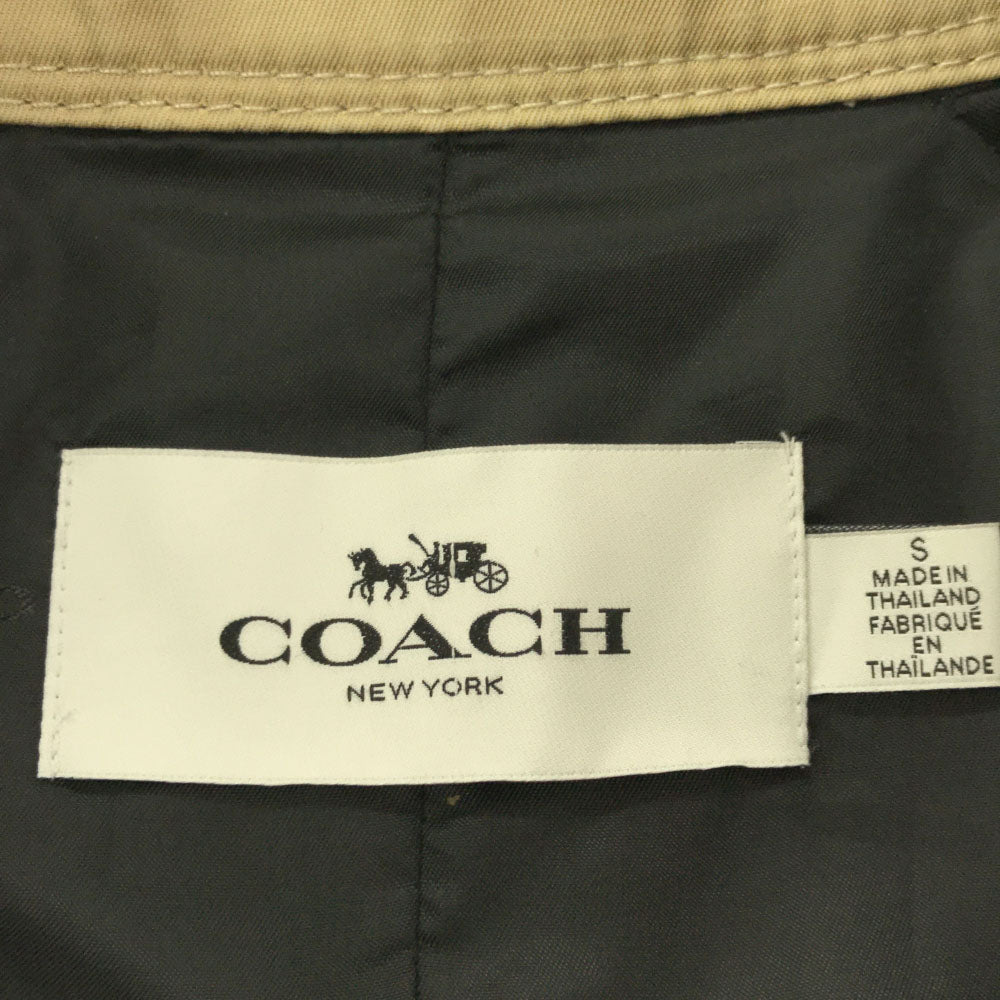 COACH
NEW YORK
S
MADE IN
THAILAND
FABRIQUÉ
EN
THAÏLANDE